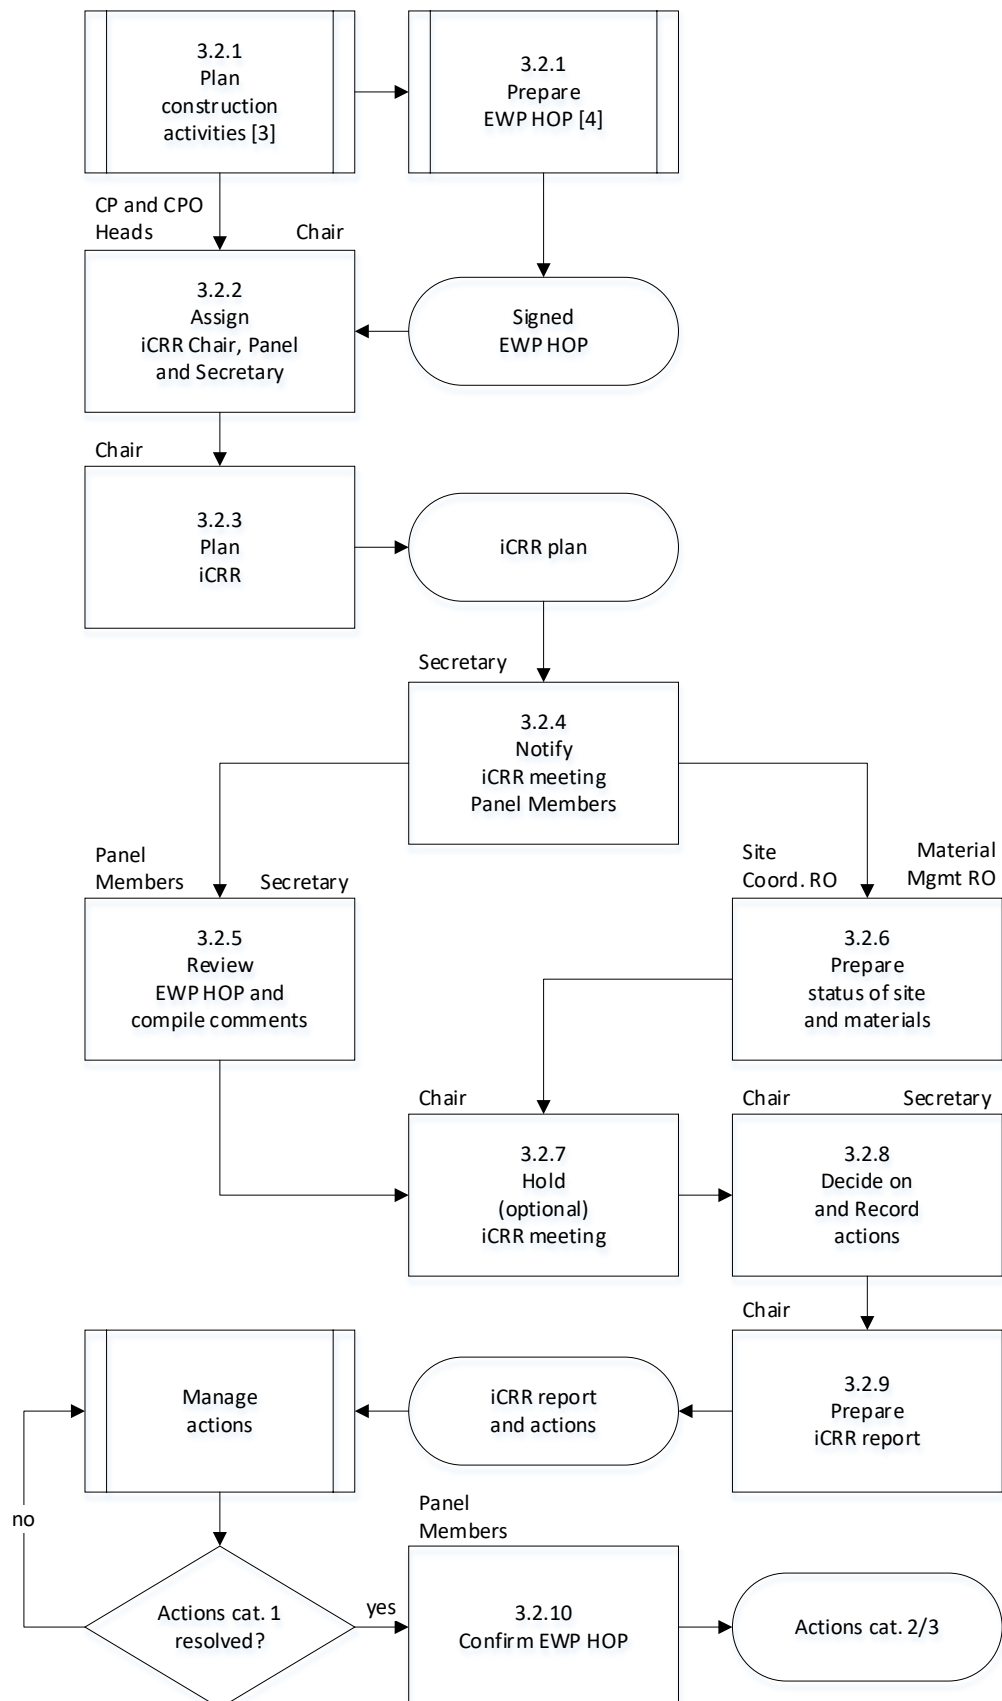 3.2.1
Plan
construction
activities [3]
3.2.1
Prepare
EWP HOP [4]
CP and CPO
Heads
Chair
3.2.2
Assign
iCRR Chair, Panel
and Secretary
Signed
EWP HOP
Chair
3.2.3
Plan
iCRR
iCRR plan
Secretary
3.2.4
Notify
iCRR meeting
Panel Members
Panel
Members
Secretary
Site
Coord. RO
Material
Mgmt RO
3.2.5
Review
EWP HOP and
compile comments
3.2.6
Prepare
status of site
and materials
Chair
3.2.7
Hold
(optional)
iCRR meeting
Chair
Secretary
3.2.8
Decide on
and Record
actions
Chair
3.2.9
Prepare
iCRR report
iCRR report
and actions
Manage
actions
no
Actions cat. 1
resolved?
yes
Panel
Members
3.2.10
Confirm EWP HOP
Actions cat. 2/3